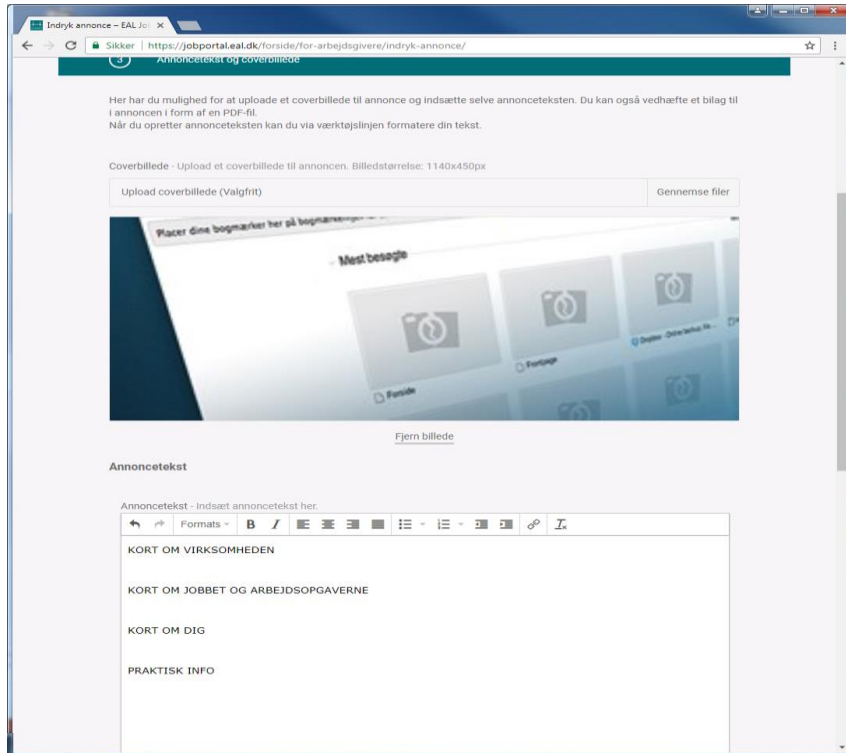 Indryk annonce – EAL Jo
Sikker | https://jobportal.eal.dk/forside/for-arbejdsgivere/indryk-annonce/
3 Annoncetekst og coverbillede
Her har du mulighed for at uploade et coverbillede til annonce og indsætte selve annonceteksten. Du kan også vedhæfte et bilag til
i annoncen i form af en PDF-fil.
Når du opretter annonceteksten kan du via værktøjslinjen formatere din tekst.
Coverbillede - Upload et coverbillede til annoncen. Billedstørrelse: 1140x450px
Upload coverbillede (Valgfrit) Gennemse filer
Placer dine bogmærker her på
Mest besøgte
Forside
Frontpage
Dropbox - Online backup,
Fjern billede
Annoncetekst
Annoncetekst - Indsæt annoncetekst her.
Formats B I
KORT OM VIRKSOMHEDEN
KORT OM JOBBET OG ARBEJDSOPGAVERNE
KORT OM DIG
PRAKTISK INFO